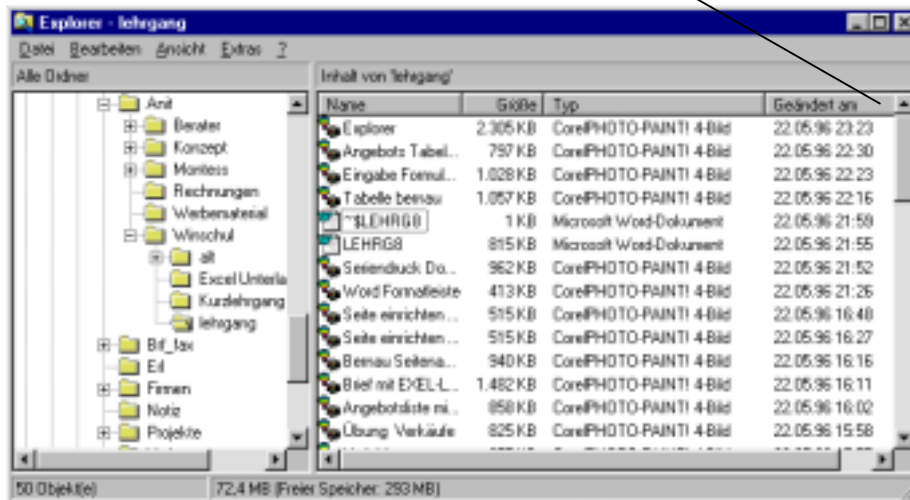 Explorer - lehrgang
Datei Bearbeiten Ansicht Extras ?
Alle Ordner
Inhalt von 'lehrgang'
Anit
Berater
Konzept
Montess
Rechnungen
Werbematerial
Winschul
alt
Excel Unterla
Kurzlehrgang
lehrgang
Brf_fax
Erl
Firmen
Notiz
Projekte
Name Größe Typ Geändert am
Explorer 2.305 KB CorelPHOTO-PAINT! 4-Bild 22.05.96 23:23
Angebots Tabel... 797 KB CorelPHOTO-PAINT! 4-Bild 22.05.96 22:30
Eingabe Formul... 1.028 KB CorelPHOTO-PAINT! 4-Bild 22.05.96 22:23
Tabelle bernau 1.057 KB CorelPHOTO-PAINT! 4-Bild 22.05.96 22:16
~$LEHRG8 1 KB Microsoft Word-Dokument 22.05.96 21:59
LEHRG8 815 KB Microsoft Word-Dokument 22.05.96 21:55
Seriendruck Do... 962 KB CorelPHOTO-PAINT! 4-Bild 22.05.96 21:52
Word Formatleiste 413 KB CorelPHOTO-PAINT! 4-Bild 22.05.96 21:26
Seite einrichten ... 515 KB CorelPHOTO-PAINT! 4-Bild 22.05.96 16:48
Seite einrichten ... 515 KB CorelPHOTO-PAINT! 4-Bild 22.05.96 16:27
Bernau Seitena... 940 KB CorelPHOTO-PAINT! 4-Bild 22.05.96 16:16
Brief mit EXEL-L... 1.482 KB CorelPHOTO-PAINT! 4-Bild 22.05.96 16:11
Angebotsliste mi... 858 KB CorelPHOTO-PAINT! 4-Bild 22.05.96 16:02
Übung Verkäufe 825 KB CorelPHOTO-PAINT! 4-Bild 22.05.96 15:58
50 Objekt(e)
72,4 MB (Freier Speicher: 293 MB)